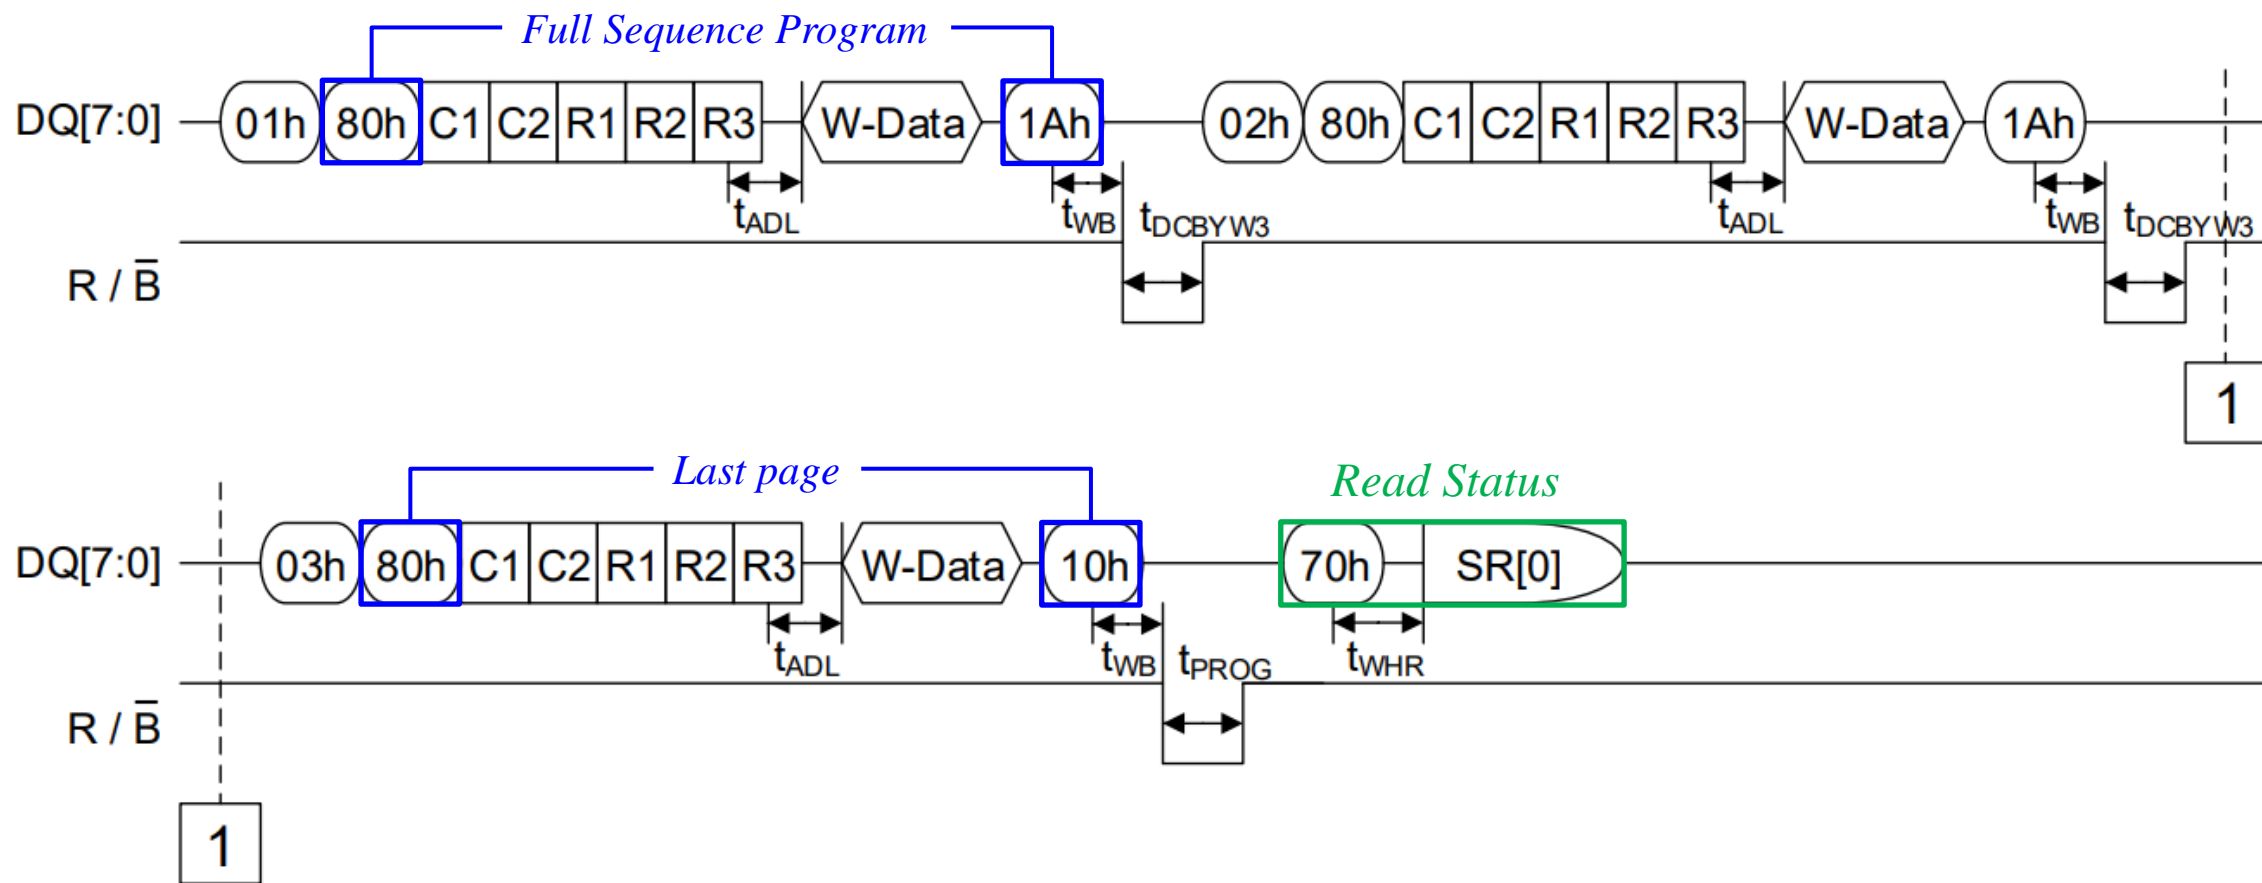 Full Sequence Program
DQ[7:0] 01h 80h C1 C2 R1 R2 R3 W-Data 1Ah 02h 80h C1 C2 R1 R2 R3 W-Data 1Ah
tADL tWB tDCBYW3 tADL tWB tDCBYW3
R / B̅
1
Last page Read Status
DQ[7:0] 03h 80h C1 C2 R1 R2 R3 W-Data 10h 70h SR[0]
tADL tWB tPROG tWHR
R / B̅
1